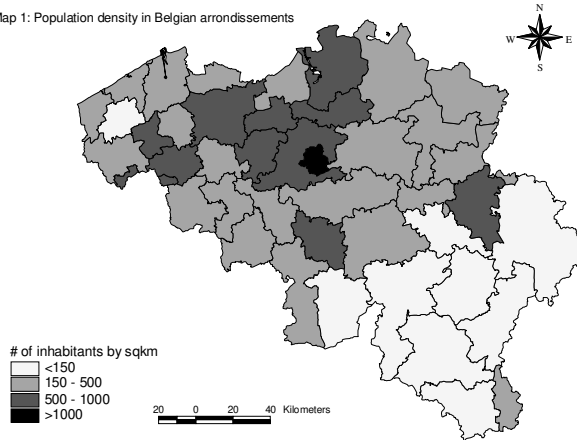 Map 1: Population density in Belgian arrondissements
N
W E
S
# of inhabitants by sqkm
<150
150 - 500
500 - 1000
>1000
20 0 20 40 Kilometers